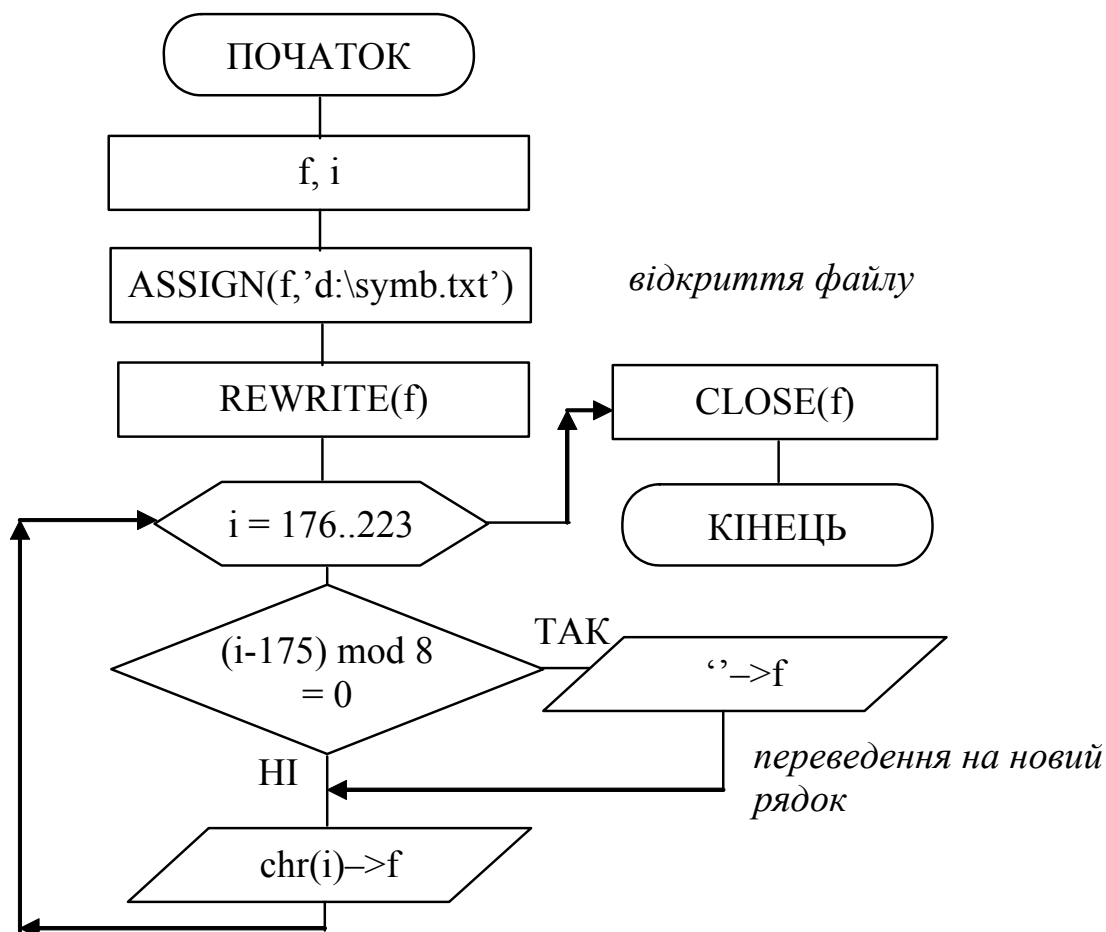 ПОЧАТОК
f, i
ASSIGN(f,’d:\symb.txt’)
відкриття файлу
REWRITE(f)
CLOSE(f)
i = 176..223
КІНЕЦЬ
(i-175) mod 8
= 0
ТАК
‘’–>f
НІ
переведення на новий
рядок
chr(i)–>f